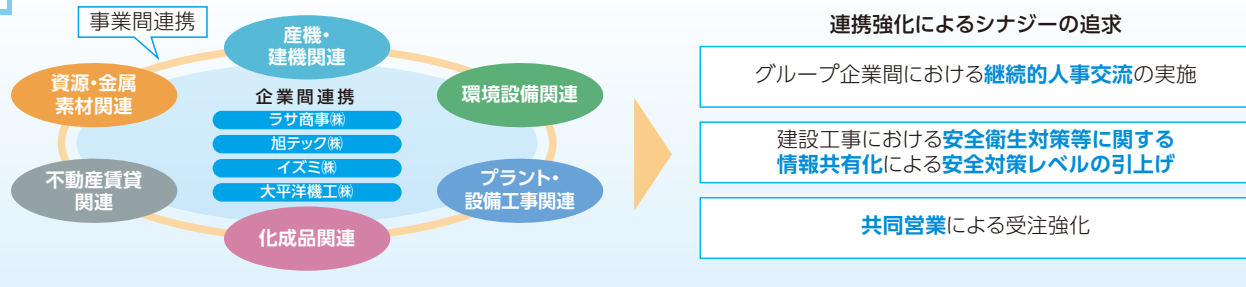 事業間連携
産機・
建機関連
資源・金属
素材関連
環境設備関連
企業間連携
ラサ商事㈱
旭テック㈱
イズミ㈱
大平洋機工㈱
不動産賃貸
関連
プラント・
設備工事関連
化成品関連
連携強化によるシナジーの追求
グループ企業間における継続的人事交流の実施
建設工事における安全衛生対策等に関する
情報共有化による安全対策レベルの引上げ
共同営業による受注強化